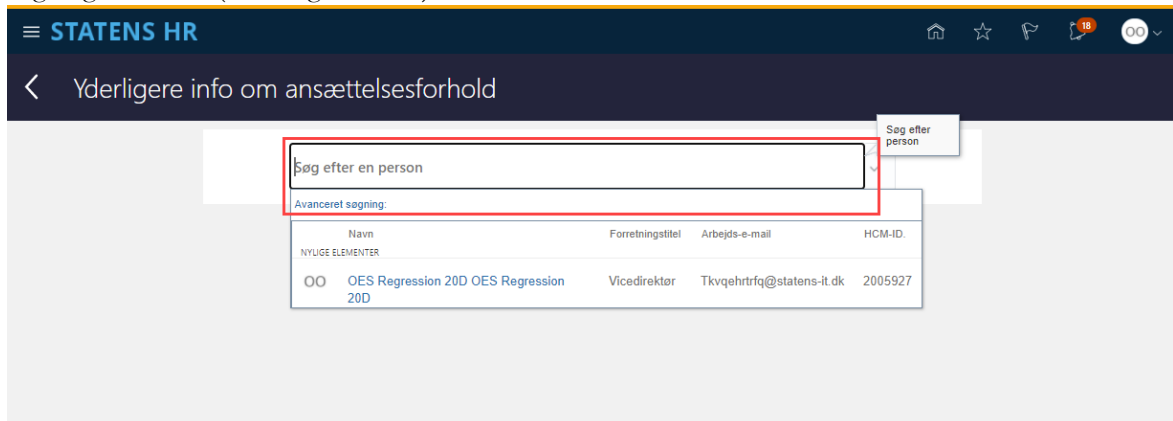 STATENS HR
18
OO
Yderligere info om ansættelsesforhold
Søg efter
person
Søg efter en person
Avanceret søgning:
Navn Forretningstitel Arbejds-e-mail HCM-ID.
NYLIGE ELEMENTER
OO OES Regression 20D OES Regression Vicedirektør Tkvqehrtrfq@statens-it.dk 2005927
20D